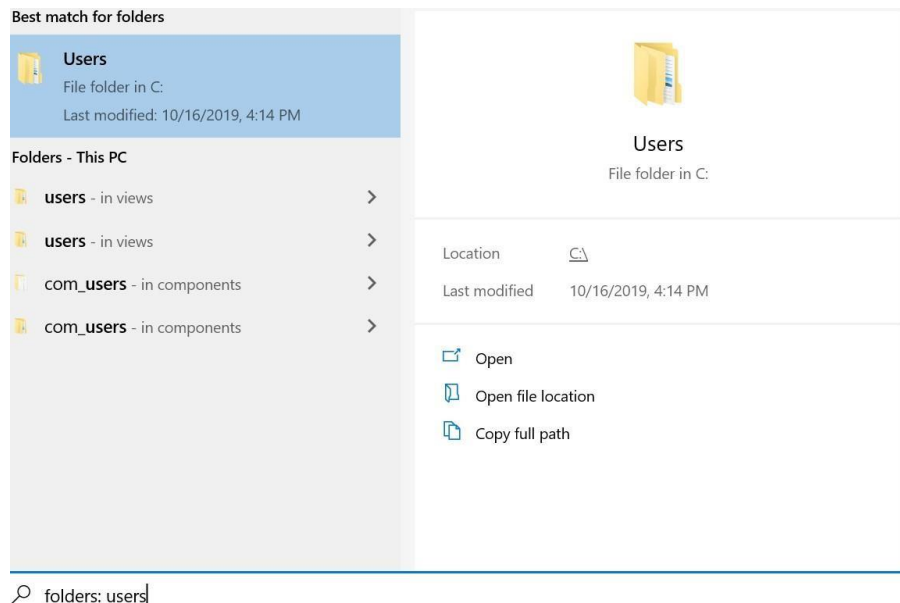 Best match for folders
Users
File folder in C:
Last modified: 10/16/2019, 4:14 PM
Folders - This PC
users - in views
users - in views
com_users - in components
com_users - in components
Users
File folder in C:
Location C:\
Last modified 10/16/2019, 4:14 PM
Open
Open file location
Copy full path
folders: users